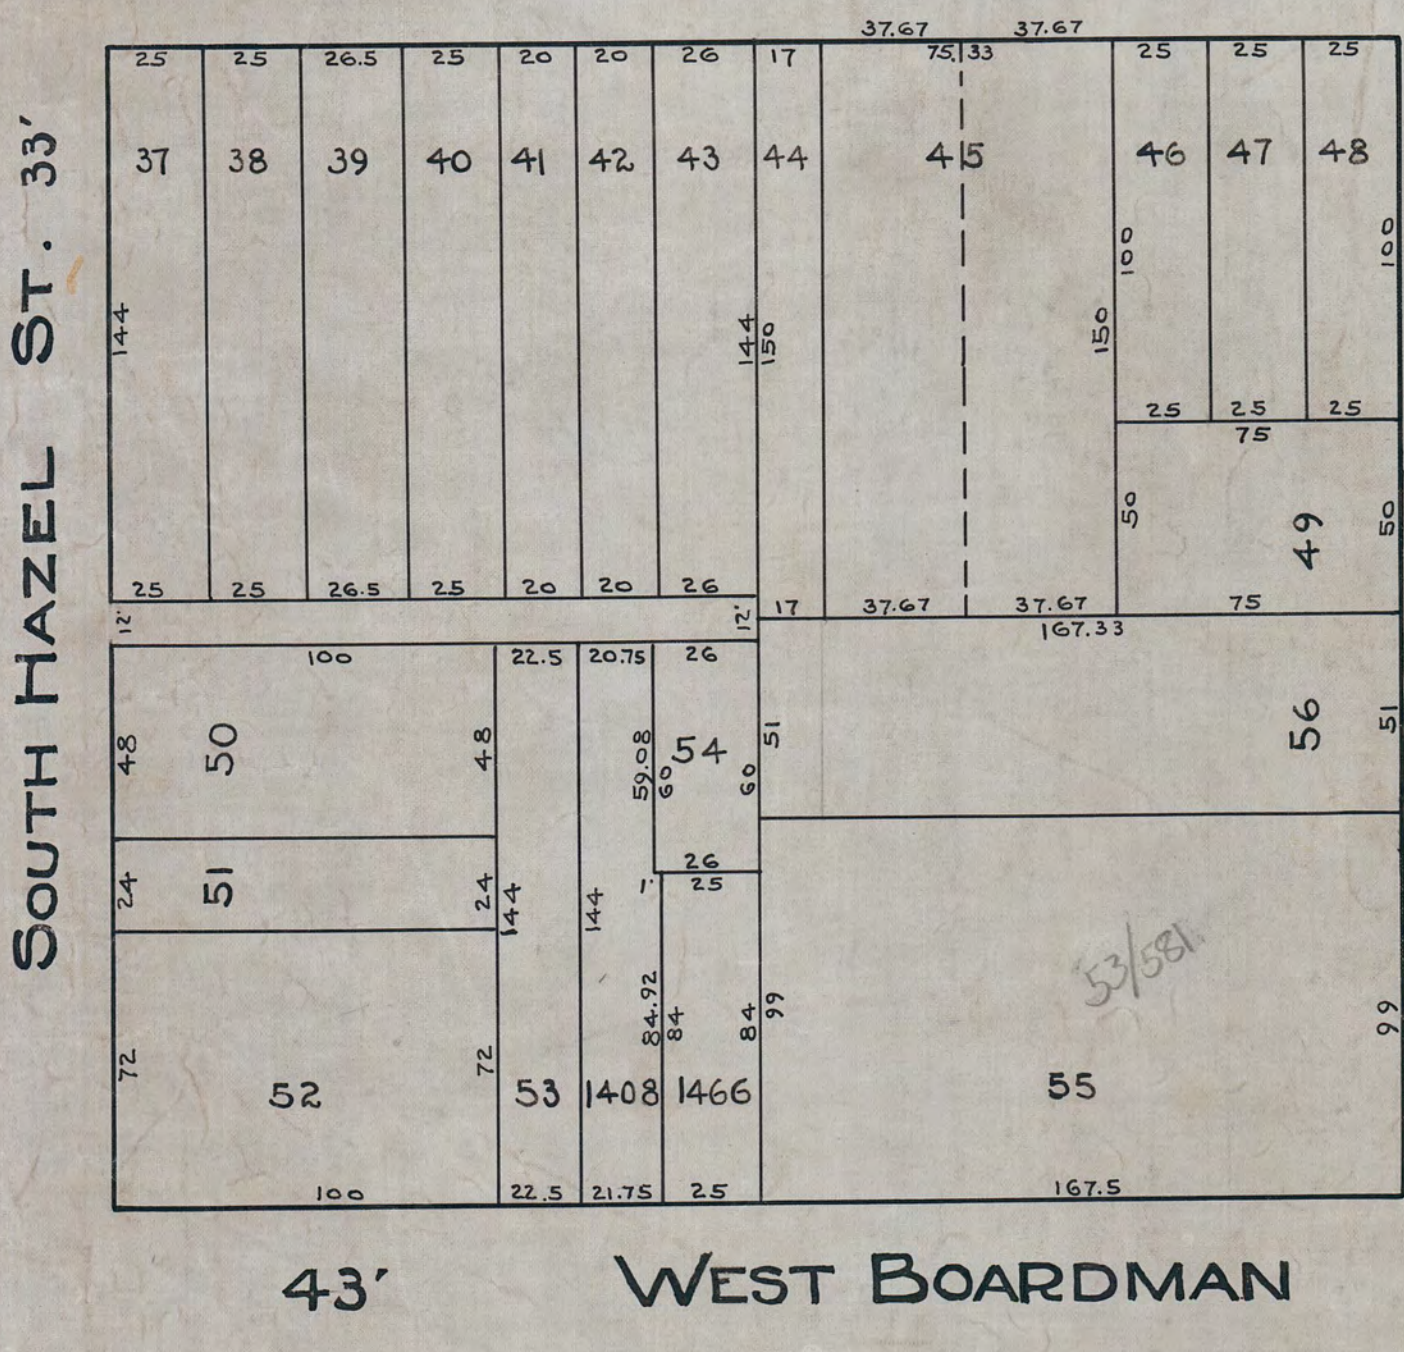 37.67 37.67
25 25 26.5 25 20 20 26 17 75.33 25 25 25
37 38 39 40 41 42 43 44 45 46 47 48
100 100
144 144 150 150
25 25 25
75
50 49 50
25 25 26.5 25 20 20 26
17 37.67 37.67 75
12' 12'
167.33
100 22.5 20.75 26
48 50 48 59.08 60 54 60 51 56 51
26
24 51 24 144 144 1' 25
53/581
72 52 72 84.92 84 84 99 99
53 1408 1466 55
100 22.5 21.75 25 167.5
SOUTH HAZEL ST. 33'
43' WEST BOARDMAN